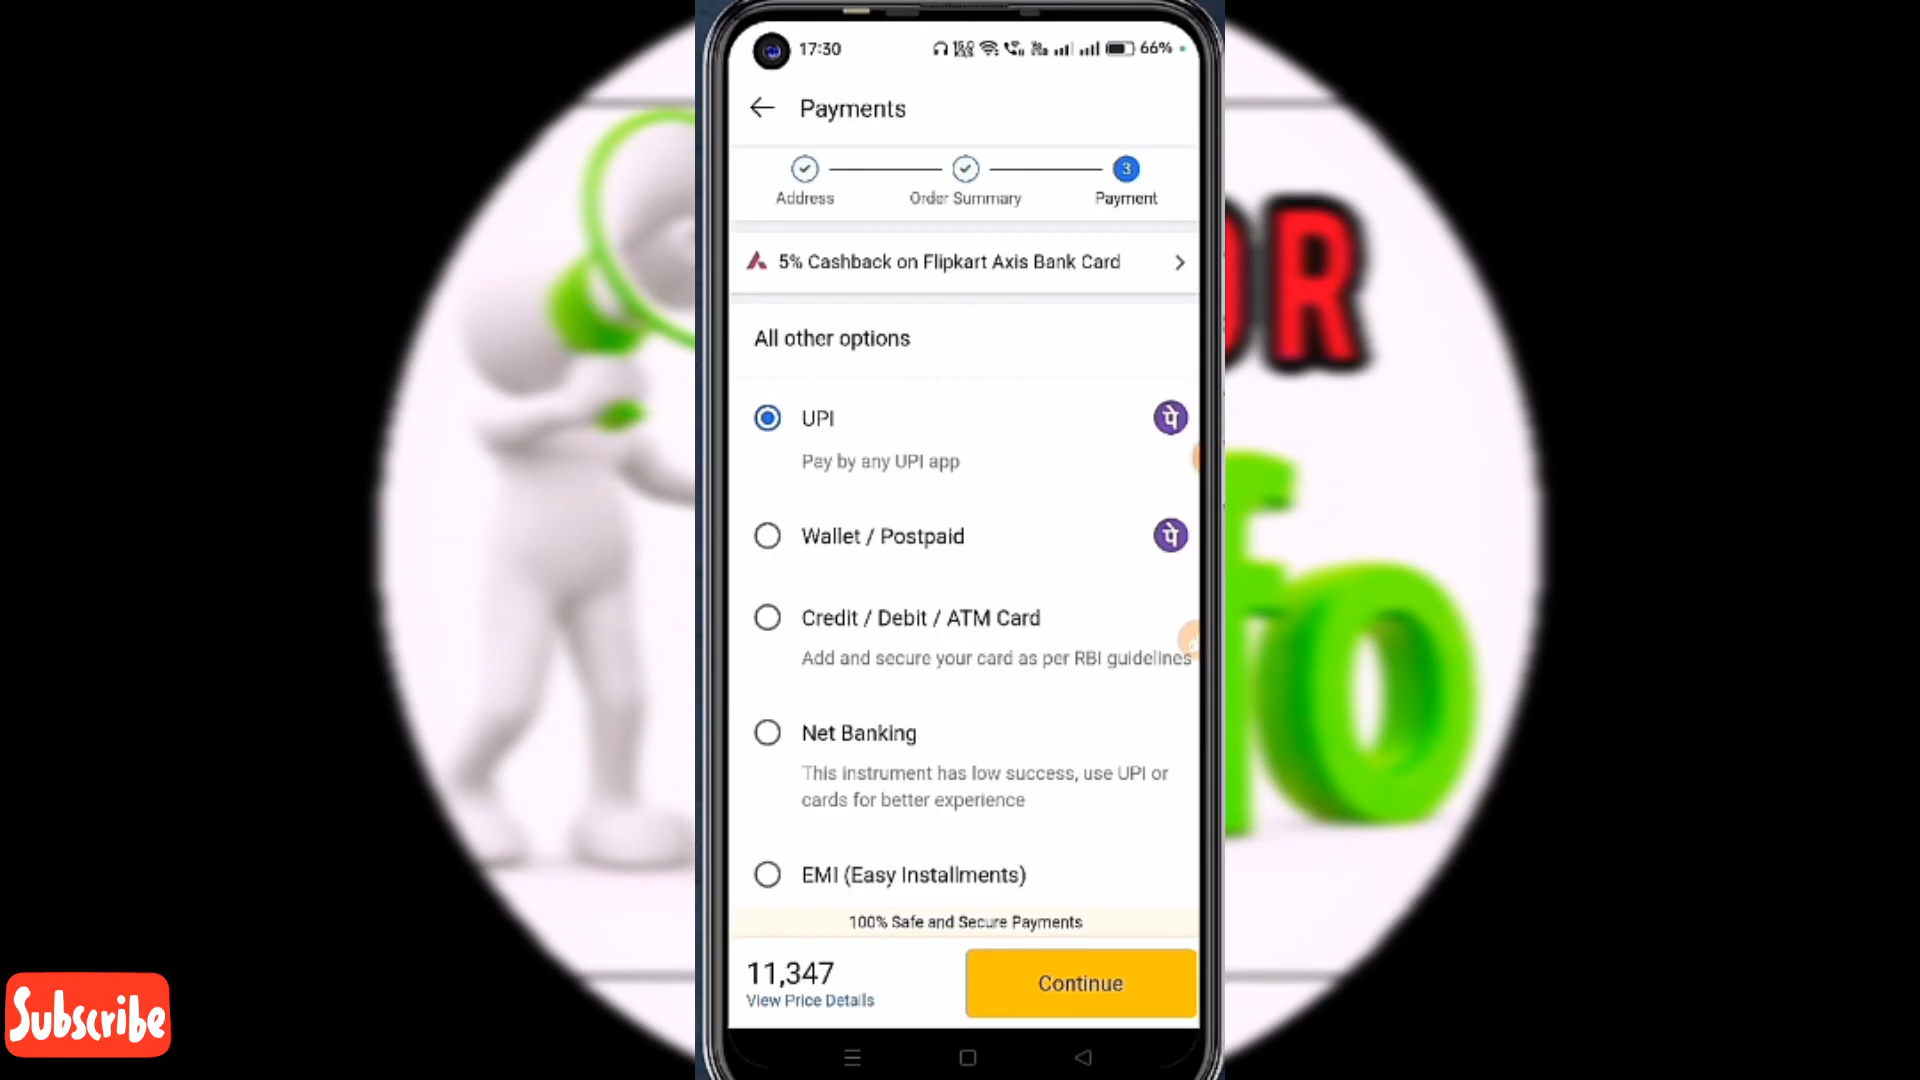 17:30
66%
Payments
3
Address
Order Summary
Payment
5% Cashback on Flipkart Axis Bank Card
All other options
UPI
पे
Pay by any UPI app
Wallet / Postpaid
पे
Credit / Debit / ATM Card
Add and secure your card as per RBI guidelines
Net Banking
This instrument has low success, use UPI or
cards for better experience
EMI (Easy Installments)
100% Safe and Secure Payments
11,347
View Price Details
Continue
Subscribe